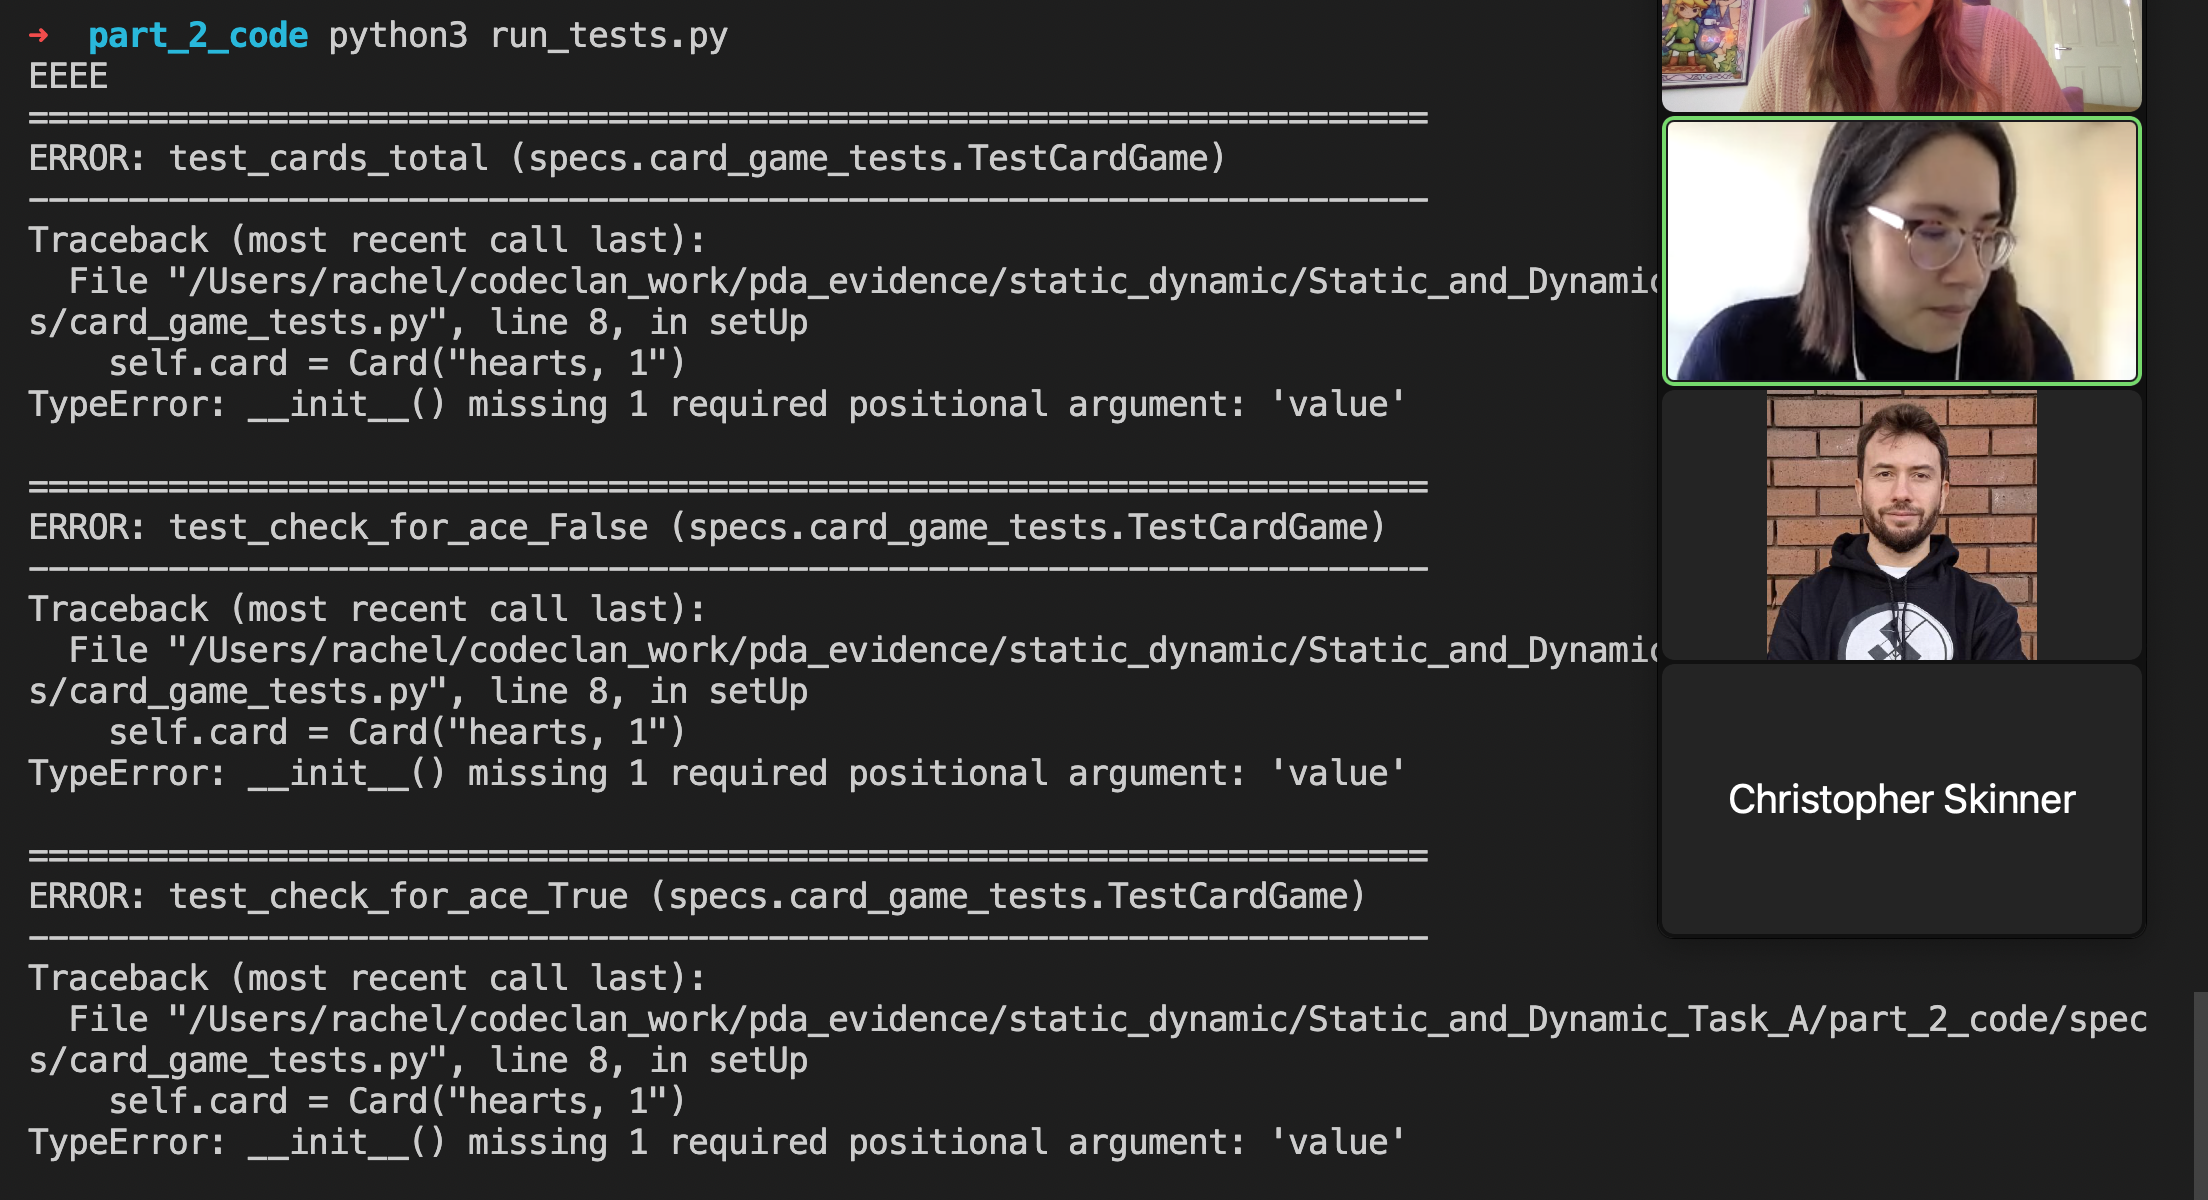 → part_2_code python3 run_tests.py
EEEE
======================================================================
ERROR: test_cards_total (specs.card_game_tests.TestCardGame)
----------------------------------------------------------------------
Traceback (most recent call last):
  File "/Users/rachel/codeclan_work/pda_evidence/static_dynamic/Static_and_Dynamic
s/card_game_tests.py", line 8, in setUp
    self.card = Card("hearts, 1")
TypeError: __init__() missing 1 required positional argument: 'value'
======================================================================
ERROR: test_check_for_ace_False (specs.card_game_tests.TestCardGame)
----------------------------------------------------------------------
Traceback (most recent call last):
  File "/Users/rachel/codeclan_work/pda_evidence/static_dynamic/Static_and_Dynamic
s/card_game_tests.py", line 8, in setUp
    self.card = Card("hearts, 1")
TypeError: __init__() missing 1 required positional argument: 'value'
======================================================================
ERROR: test_check_for_ace_True (specs.card_game_tests.TestCardGame)
----------------------------------------------------------------------
Traceback (most recent call last):
  File "/Users/rachel/codeclan_work/pda_evidence/static_dynamic/Static_and_Dynamic_Task_A/part_2_code/spec
s/card_game_tests.py", line 8, in setUp
    self.card = Card("hearts, 1")
TypeError: __init__() missing 1 required positional argument: 'value'
Christopher Skinner